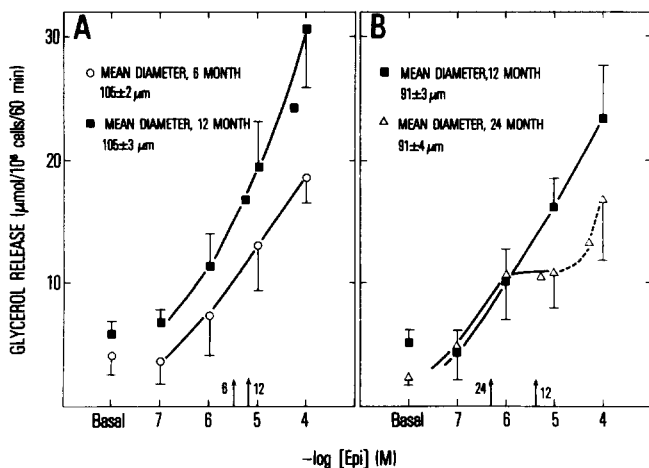 A
MEAN DIAMETER, 6 MONTH
105±2 µm
MEAN DIAMETER, 12 MONTH
105±3 µm
B
MEAN DIAMETER, 12 MONTH
91±3 µm
MEAN DIAMETER, 24 MONTH
91±4 µm
GLYCEROL RELEASE (µmol/10⁶ cells/60 min)
30
20
10
6
12
24
12
Basal
7
6
5
4
Basal
7
6
5
4
−log [Epi] (M)